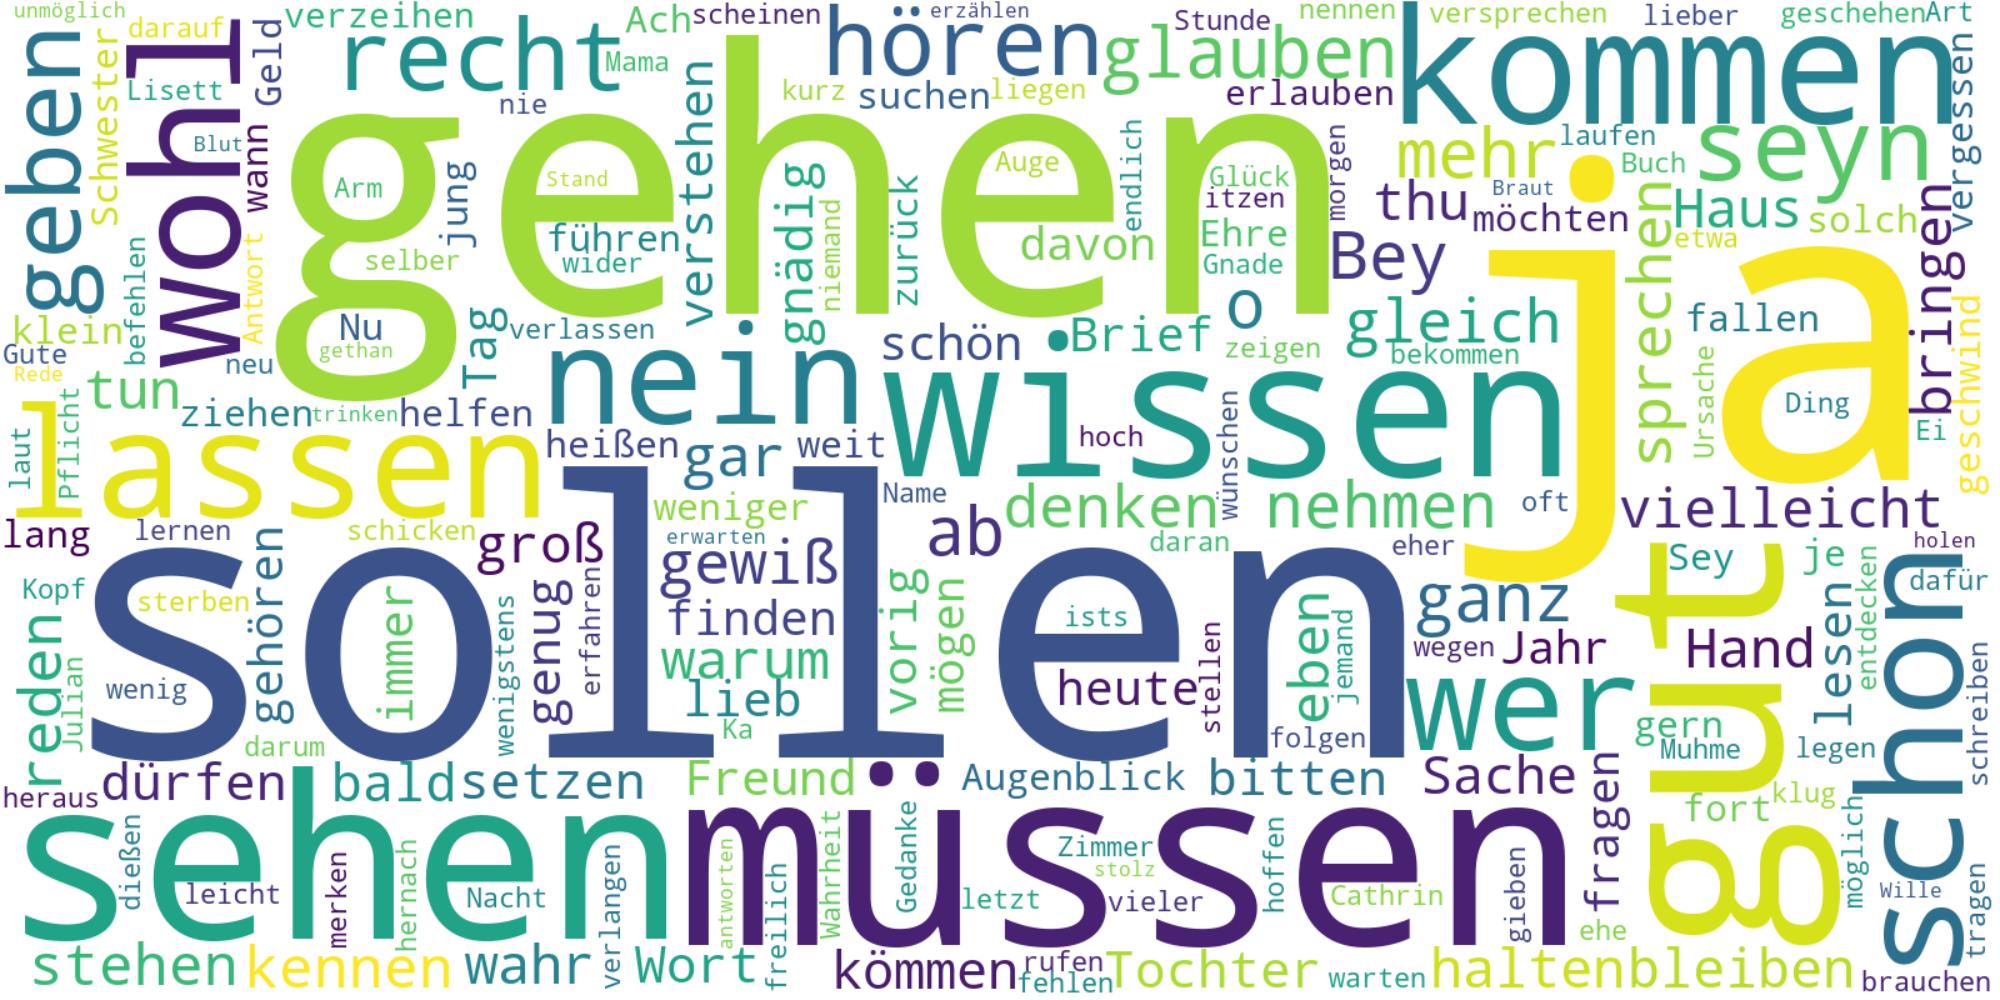 unmöglich
darauf
verzeihen
Ach
scheinen
hören
erzählen
Stunde
nennen
versprechen
lieber
geschehen
Art
geben
Schwester
wohl
Geld
recht
Mama
glauben
kommen
Lisett
nie
verstehen
kurz
suchen
liegen
erlauben
Blut
wann
gehen
mehr
laufen
seyn
vergessen
Arm
jung
Stand
gnädig
niemand
zurück
Auge
endlich
Glück
itzen
morgen
thu
Braut
Buch
möchten
sprechen
Haus
solch
befehlen
Antwort
selber
führen
wider
davon
Ehre
Gnade
Bey
ja
etwa
bringen
klein
Nu
gethan
Tag
verlassen
schön
Brief
o
zeigen
gleich
bekommen
fallen
geschwind
Gute
Rede
neu
nein
wissen
Ursache
Ding
tun
ziehen
trinken
helfen
hoch
wünschen
Ei
laut
Pflicht
lassen
heißen
gar
weit
Name
denken
nehmen
oft
vielleicht
lang
lernen
schicken
groß
weniger
erwarten
ab
daran
eher
Sey
je
holen
Kopf
sterben
gehören
sollen
gewiß
finden
vorig
mögen
ists
ganz
gut
entdecken
dafür
schon
reden
Julian
wenig
immer
wenigstens
genug
erfahren
warum
lieb
Ka
heute
stellen
eben
jemand
wegen
Jahr
Hand
lesen
schreiben
darum
folgen
wer
gern
Muhme
legen
heraus
dürfen
bald
setzen
Freund
Augenblick
bitten
Sache
fragen
fort
klug
möglich
sehen
dießen
leicht
merken
hernach
Nacht
verlangen
müssen
antworten
freilich
Wahrheit
Gedanke
letzt
Zimmer
stolz
vieler
hoffen
Cathrin
gieben
ehe
Wille
tragen
stehen
kennen
wahr
Wort
kömmen
rufen
fehlen
Tochter
warten
halten
bleiben
brauchen